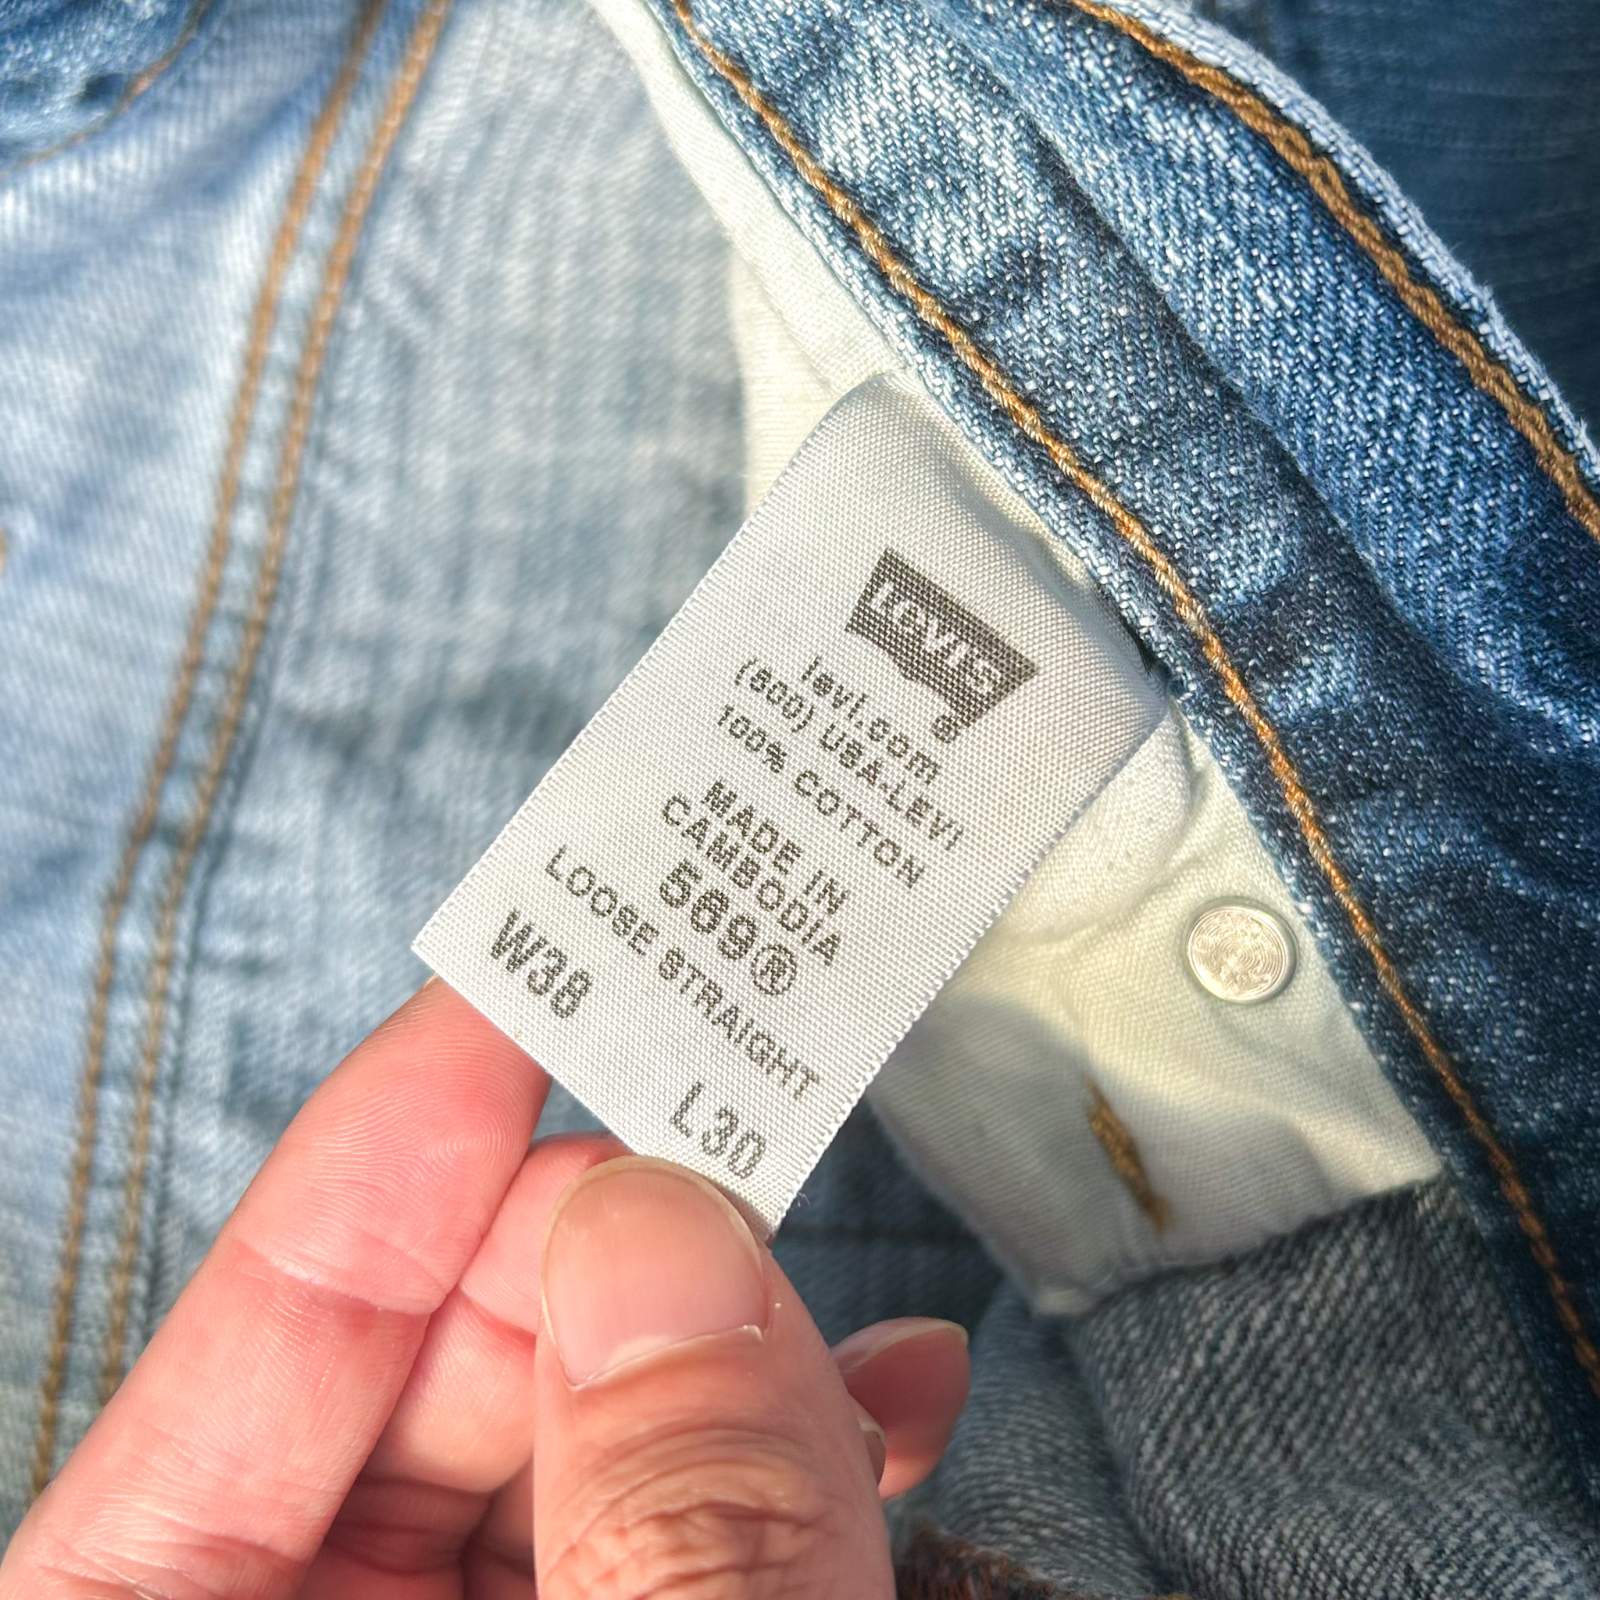 Levi's
®
levi.com
(800) USA-LEVI
100% COTTON
MADE IN
CAMBODIA
569®
LOOSE STRAIGHT
W38 L30